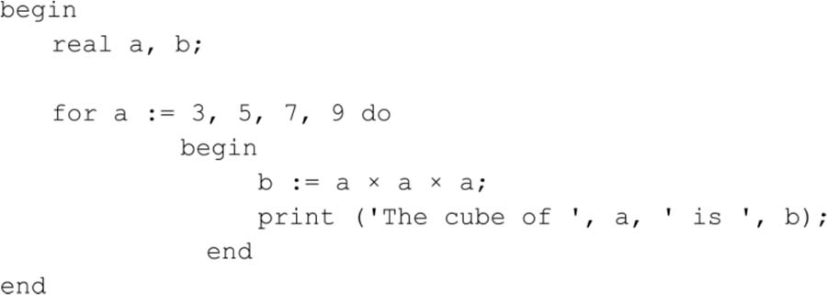 begin
real a, b;
for a := 3, 5, 7, 9 do
begin
b := a × a × a;
print ('The cube of ', a, ' is ', b);
end
end